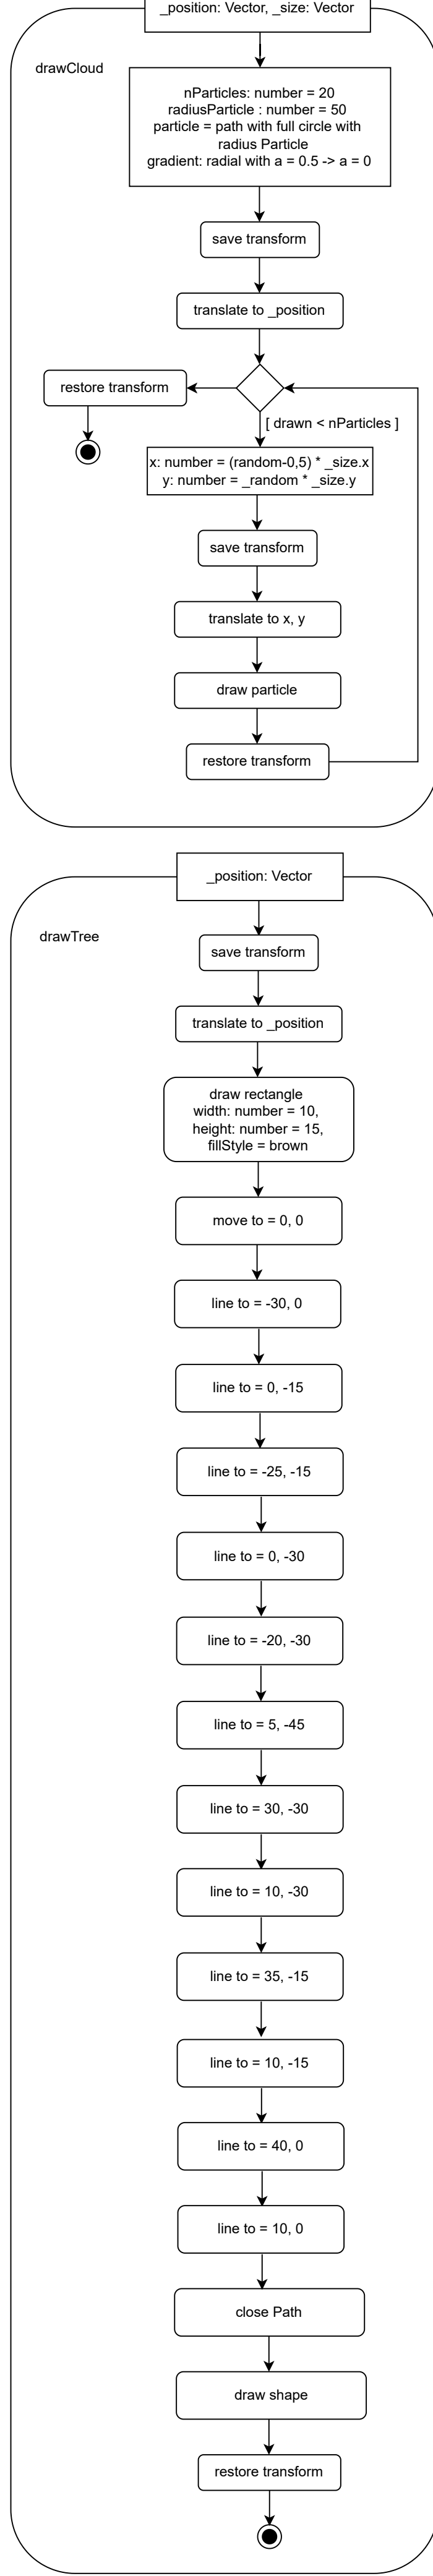 _position: Vector, _size: Vector
drawCloud
nParticles: number = 20
radiusParticle : number = 50
particle = path with full circle with
radius Particle
gradient: radial with a = 0.5 -> a = 0
save transform
translate to _position
restore transform
[ drawn < nParticles ]
x: number = (random-0,5) * _size.x
y: number = _random * _size.y
save transform
translate to x, y
draw particle
restore transform
_position: Vector
drawTree
save transform
translate to _position
draw rectangle
width: number = 10,
height: number = 15,
fillStyle = brown
move to = 0, 0
line to = -30, 0
line to = 0, -15
line to = -25, -15
line to = 0, -30
line to = -20, -30
line to = 5, -45
line to = 30, -30
line to = 10, -30
line to = 35, -15
line to = 10, -15
line to = 40, 0
line to = 10, 0
close Path
draw shape
restore transform